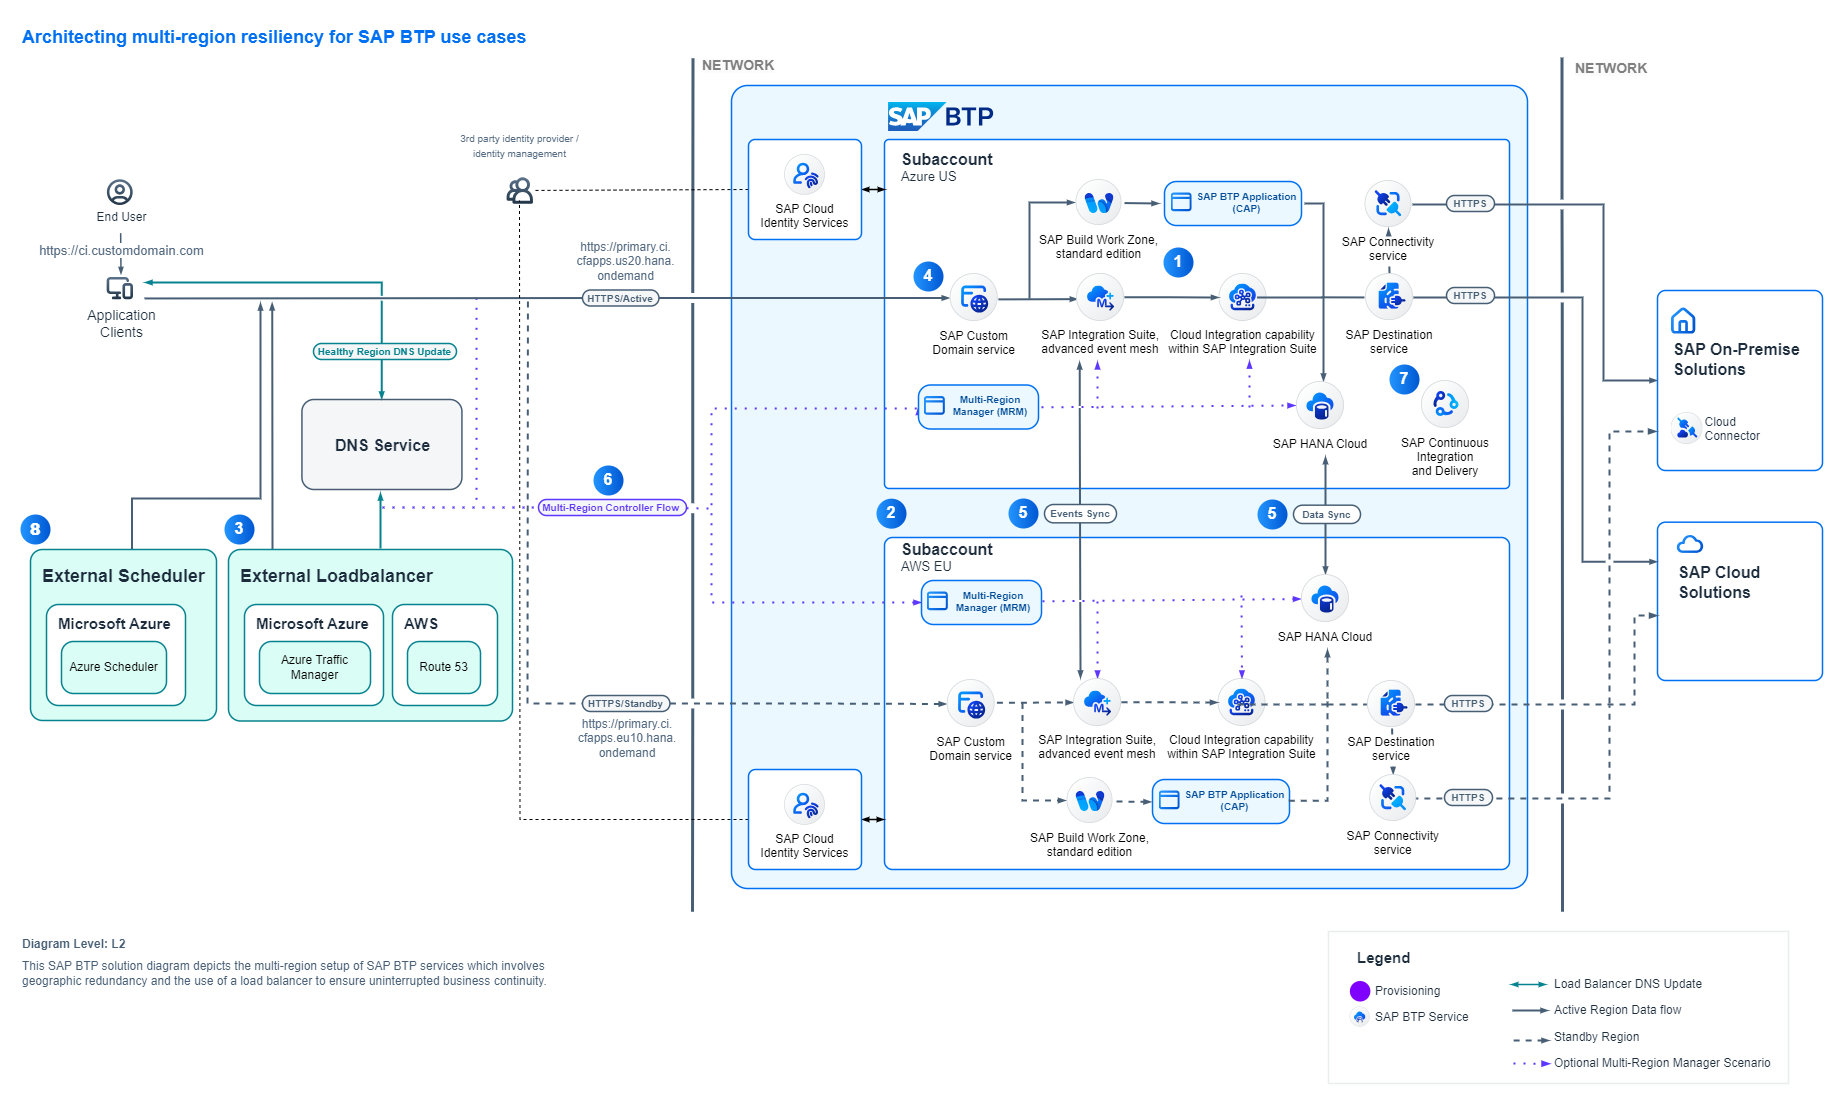 Architecting multi-region resiliency for SAP BTP use cases
NETWORK
NETWORK
SAP BTP
3rd party identity provider /
identity management
End User
https://ci.customdomain.com
Application
Clients
https://primary.ci.
cfapps.us20.hana.
ondemand
HTTPS/Active
Healthy Region DNS Update
DNS Service
6
Multi-Region Controller Flow
8
External Scheduler
Microsoft Azure
Azure Scheduler
3
External Loadbalancer
Microsoft Azure
Azure Traffic
Manager
AWS
Route 53
HTTPS/Standby
https://primary.ci.
cfapps.eu10.hana.
ondemand
SAP Cloud
Identity Services
Subaccount
Azure US
SAP Build Work Zone,
standard edition
SAP BTP Application
(CAP)
1
4
SAP Custom
Domain service
SAP Integration Suite,
advanced event mesh
Cloud Integration capability
within SAP Integration Suite
SAP Connectivity
service
SAP Destination
service
HTTPS
HTTPS
Multi-Region
Manager (MRM)
SAP HANA Cloud
7
SAP Continuous
Integration
and Delivery
2
5
Events Sync
5
Data Sync
Subaccount
AWS EU
Multi-Region
Manager (MRM)
SAP HANA Cloud
SAP Custom
Domain service
SAP Integration Suite,
advanced event mesh
Cloud Integration capability
within SAP Integration Suite
SAP Destination
service
HTTPS
SAP Build Work Zone,
standard edition
SAP BTP Application
(CAP)
SAP Connectivity
service
HTTPS
SAP Cloud
Identity Services
SAP On-Premise
Solutions
Cloud
Connector
SAP Cloud
Solutions
Diagram Level: L2
This SAP BTP solution diagram depicts the multi-region setup of SAP BTP services which involves
geographic redundancy and the use of a load balancer to ensure uninterrupted business continuity.
Legend
Provisioning
SAP BTP Service
Load Balancer DNS Update
Active Region Data flow
Standby Region
Optional Multi-Region Manager Scenario